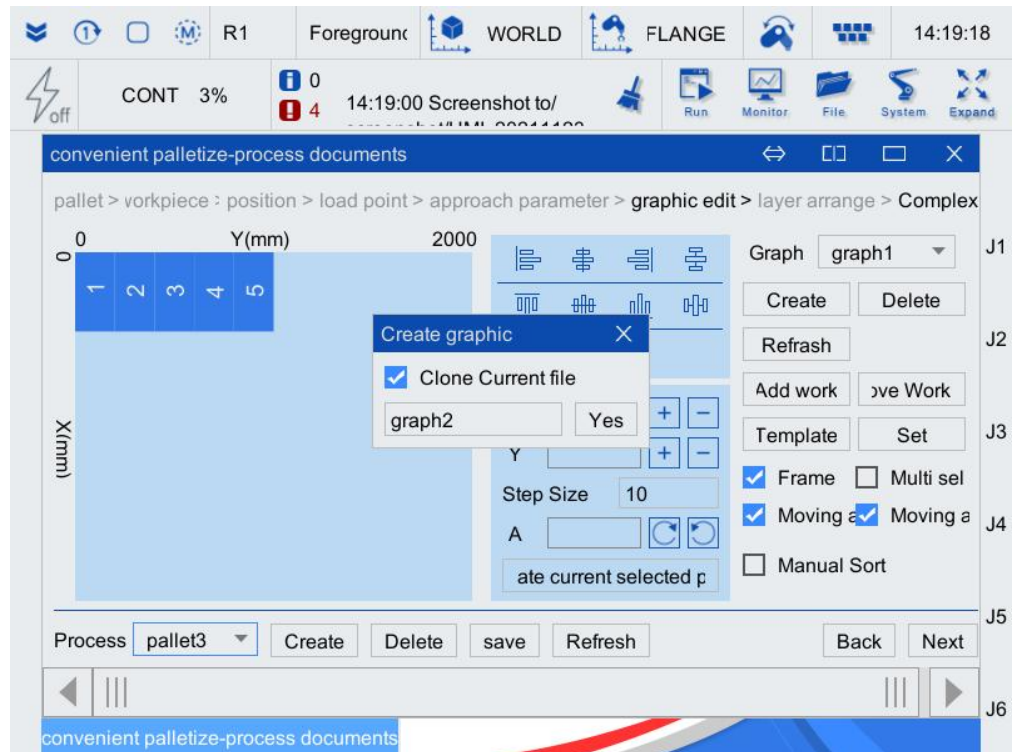 R1 Foreground WORLD FLANGE 14:19:18
off CONT 3% 0 4 14:19:00 Screenshot to/ Run Monitor File System Expand
convenient palletize-process documents
pallet > vorkpiece : position > load point > approach parameter > graphic edit > layer arrange > Complex
0 Y(mm) 2000
0
1 2 3 4 5
X(mm)
Graph graph1
Create Delete
Refrash
Add work ove Work
Template Set
Frame Multi sel
Moving a Moving a
Manual Sort
Create graphic X
Clone Current file
graph2 Yes
+ −
Y + −
Step Size 10
A
ate current selected p
J1
J2
J3
J4
J5
J6
Process pallet3 Create Delete save Refresh Back Next
convenient palletize-process documents